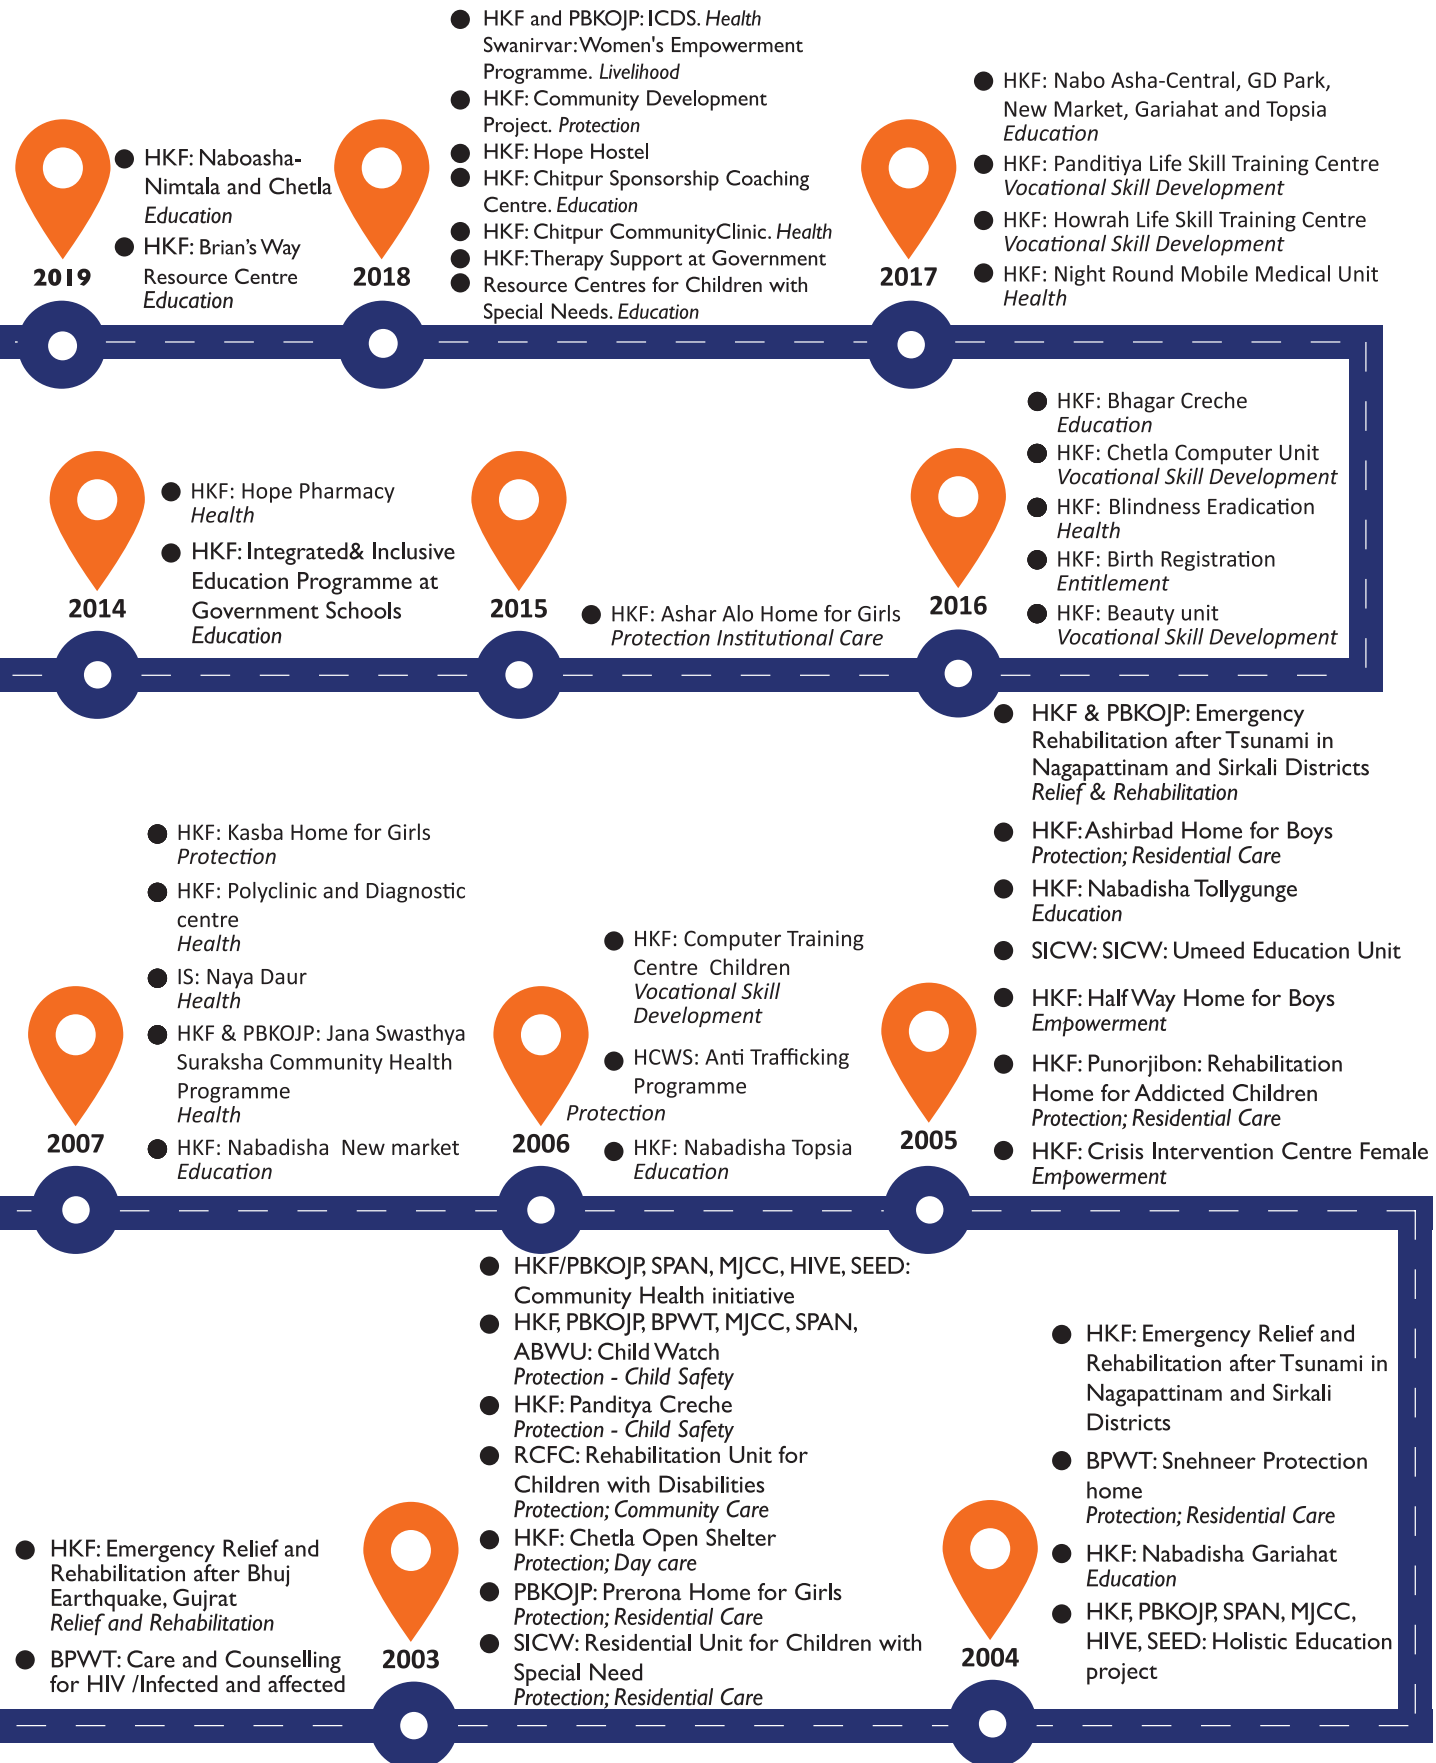 HKF and PBKOJP: ICDS. Health
Swanirvar: Women's Empowerment
Programme. Livelihood
HKF: Community Development
Project. Protection
HKF: Hope Hostel
HKF: Chitpur Sponsorship Coaching
Centre. Education
HKF: Chitpur CommunityClinic. Health
HKF: Therapy Support at Government
Resource Centres for Children with
Special Needs. Education
HKF: Nabo Asha-Central, GD Park,
New Market, Gariahat and Topsia
Education
HKF: Panditiya Life Skill Training Centre
Vocational Skill Development
HKF: Howrah Life Skill Training Centre
Vocational Skill Development
HKF: Night Round Mobile Medical Unit
Health
HKF: Naboasha-
Nimtala and Chetla
Education
HKF: Brian's Way
Resource Centre
Education
2019
2018
2017
HKF: Bhagar Creche
Education
HKF: Chetla Computer Unit
Vocational Skill Development
HKF: Blindness Eradication
Health
HKF: Birth Registration
Entitlement
HKF: Beauty unit
Vocational Skill Development
HKF: Hope Pharmacy
Health
HKF: Integrated& Inclusive
Education Programme at
Government Schools
Education
HKF: Ashar Alo Home for Girls
Protection Institutional Care
2014
2015
2016
HKF & PBKOJP: Emergency
Rehabilitation after Tsunami in
Nagapattinam and Sirkali Districts
Relief & Rehabilitation
HKF: Ashirbad Home for Boys
Protection; Residential Care
HKF: Nabadisha Tollygunge
Education
SICW: SICW: Umeed Education Unit
HKF: Half Way Home for Boys
Empowerment
HKF: Punorjibon: Rehabilitation
Home for Addicted Children
Protection; Residential Care
HKF: Crisis Intervention Centre Female
Empowerment
HKF: Kasba Home for Girls
Protection
HKF: Polyclinic and Diagnostic
centre
Health
IS: Naya Daur
Health
HKF & PBKOJP: Jana Swasthya
Suraksha Community Health
Programme
Health
HKF: Nabadisha New market
Education
HKF: Computer Training
Centre Children
Vocational Skill
Development
HCWS: Anti Trafficking
Programme
Protection
HKF: Nabadisha Topsia
Education
2007
2006
2005
HKF/PBKOJP, SPAN, MJCC, HIVE, SEED:
Community Health initiative
HKF, PBKOJP, BPWT, MJCC, SPAN,
ABWU: Child Watch
Protection - Child Safety
HKF: Panditya Creche
Protection - Child Safety
RCFC: Rehabilitation Unit for
Children with Disabilities
Protection; Community Care
HKF: Chetla Open Shelter
Protection; Day care
PBKOJP: Prerona Home for Girls
Protection; Residential Care
SICW: Residential Unit for Children with
Special Need
Protection; Residential Care
HKF: Emergency Relief and
Rehabilitation after Tsunami in
Nagapattinam and Sirkali
Districts
BPWT: Snehneer Protection
home
Protection; Residential Care
HKF: Nabadisha Gariahat
Education
HKF, PBKOJP, SPAN, MJCC,
HIVE, SEED: Holistic Education
project
HKF: Emergency Relief and
Rehabilitation after Bhuj
Earthquake, Gujrat
Relief and Rehabilitation
BPWT: Care and Counselling
for HIV /Infected and affected
2003
2004